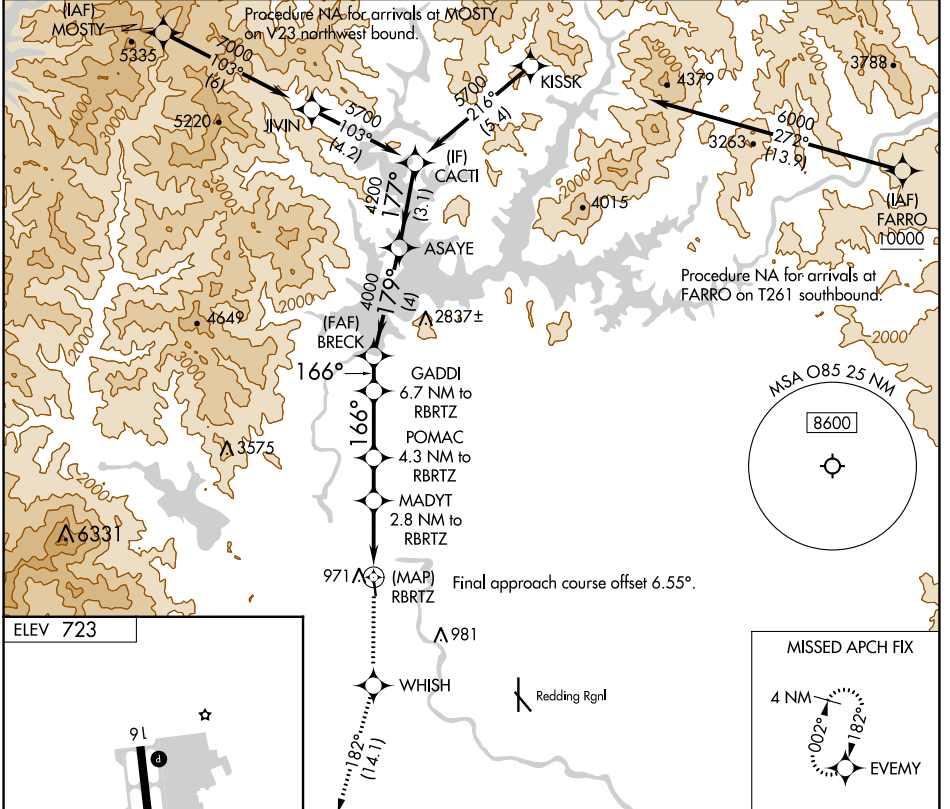 (IAF)
MOSTY
Procedure NA for arrivals at MOSTY
on V23 northwest bound.
5335
7000
103°
(6)
5220
JIVIN
5700
103°
(4.2)
KISSK
5700
216°
(5.4)
3000
4379
3788
6000
272°
(13.9)
3263
2000
(IF)
CACTI
4200
177°
(3.1)
4015
(IAF)
FARRO
10000
ASAYE
4000
179°
(4)
Procedure NA for arrivals at
FARRO on T261 southbound.
4649
3000
2000
2837±
2000
(FAF)
BRECK
166°
GADDI
6.7 NM to
RBRTZ
166°
POMAC
4.3 NM to
RBRTZ
3575
MADYT
2.8 NM to
RBRTZ
MSA O85 25 NM
8600
2000
6331
971
(MAP)
RBRTZ
Final approach course offset 6.55°.
981
ELEV 723
WHISH
Redding Rgnl
182°
(14.1)
16
P
MISSED APCH FIX
4 NM
002°
182°
EVEMY